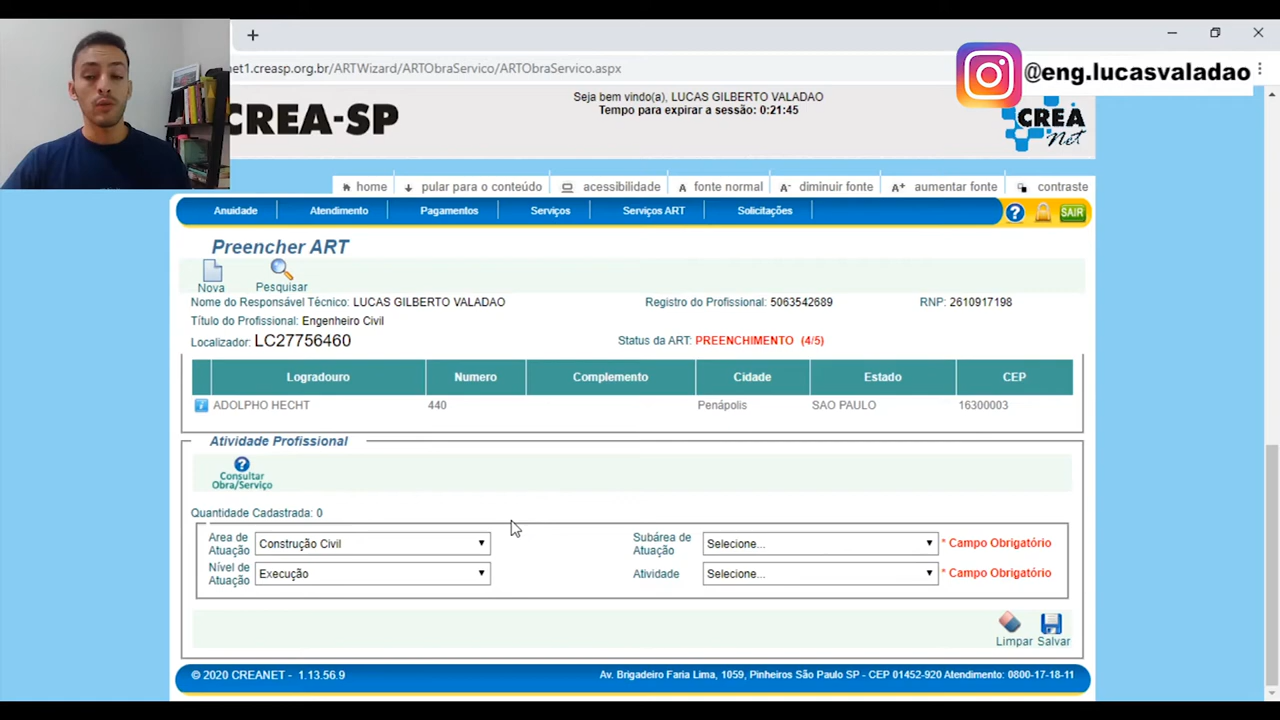 @eng.lucasvaladao
net1.creasp.org.br/ARTWizard/ARTObraServico/ARTObraServico.aspx
Seja bem vindo(a), LUCAS GILBERTO VALADAO
Tempo para expirar a sessão: 0:21:45
CREA-SP
CREA
Net
home
pular para o conteúdo
acessibilidade
A fonte normal
A- diminuir fonte
A+ aumentar fonte
contraste
Anuidade
Atendimento
Pagamentos
Serviços
Serviços ART
Solicitações
?
SAIR
Preencher ART
Nova
Pesquisar
Nome do Responsável Técnico: LUCAS GILBERTO VALADAO
Registro do Profissional: 5063542689
RNP: 2610917198
Título do Profissional: Engenheiro Civil
Localizador: LC27756460
Status da ART: PREENCHIMENTO (4/5)
Logradouro Numero Complemento Cidade Estado CEP
ADOLPHO HECHT 440 Penápolis SAO PAULO 16300003
Atividade Profissional
?
Consultar
Obra/Serviço
Quantidade Cadastrada: 0
Area de
Atuação
Construção Civil
Subárea de
Atuação
Selecione...
* Campo Obrigatório
Nível de
Atuação
Execução
Atividade
Selecione...
* Campo Obrigatório
Limpar
Salvar
© 2020 CREANET - 1.13.56.9
Av. Brigadeiro Faria Lima, 1059, Pinheiros São Paulo SP - CEP 01452-920 Atendimento: 0800-17-18-11